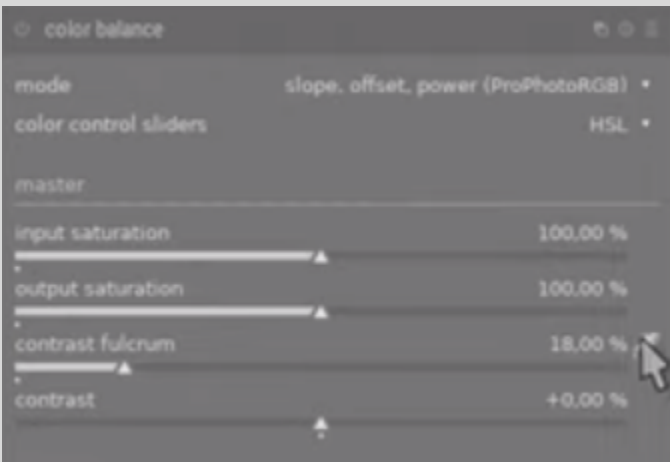 color balance
mode slope, offset, power (ProPhotoRGB)
color control sliders HSL
master
input saturation 100,00 %
output saturation 100,00 %
contrast fulcrum 18,00 %
contrast +0,00 %